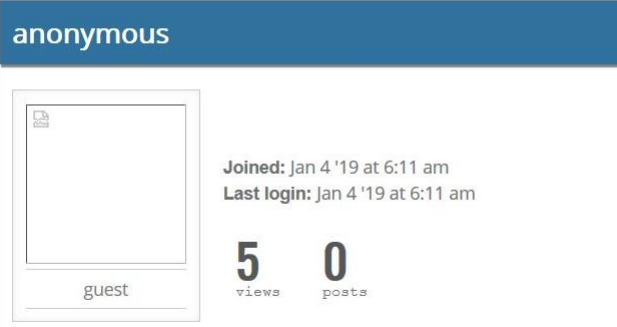 anonymous
Joined: Jan 4 '19 at 6:11 am
Last login: Jan 4 '19 at 6:11 am
5 0
views posts
guest